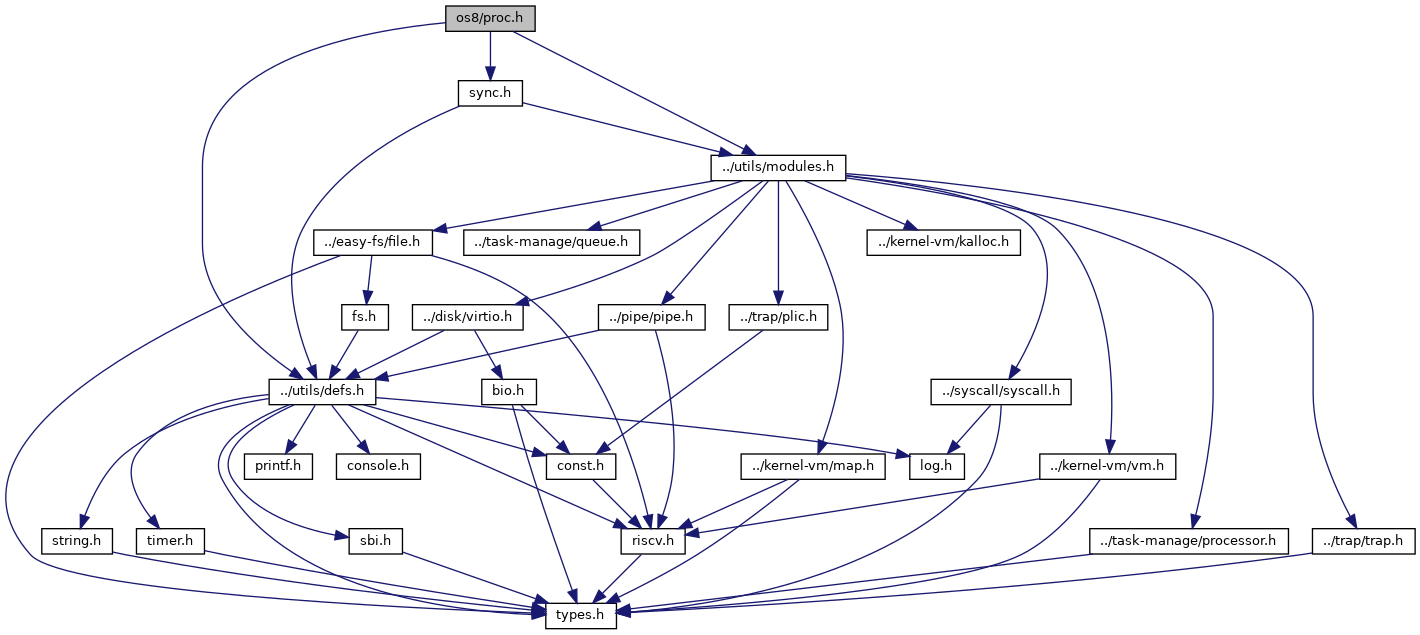 os8/proc.h
sync.h
../utils/modules.h
../easy-fs/file.h
../task-manage/queue.h
../kernel-vm/kalloc.h
fs.h
../disk/virtio.h
../pipe/pipe.h
../trap/plic.h
../utils/defs.h
bio.h
../syscall/syscall.h
printf.h
console.h
const.h
../kernel-vm/map.h
log.h
../kernel-vm/vm.h
string.h
timer.h
sbi.h
riscv.h
../task-manage/processor.h
../trap/trap.h
types.h